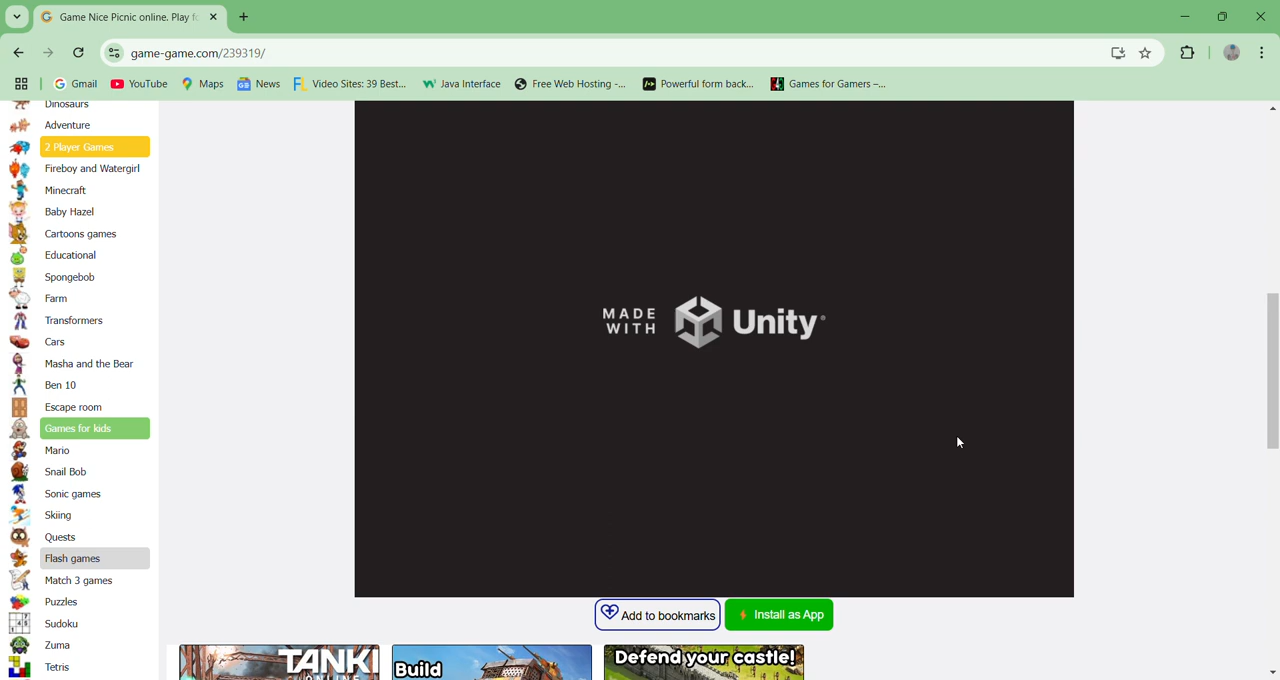 Game Nice Picnic online. Play f
game-game.com/239319/
Gmail
YouTube
Maps
News
Video Sites: 39 Best...
Java Interface
Free Web Hosting -...
Powerful form back...
Games for Gamers –...
Dinosaurs
Adventure
2 Player Games
Fireboy and Watergirl
Minecraft
Baby Hazel
Cartoons games
Educational
Spongebob
Farm
Transformers
Cars
Masha and the Bear
Ben 10
Escape room
Games for kids
Mario
Snail Bob
Sonic games
Skiing
Quests
Flash games
Match 3 games
Puzzles
Sudoku
Zuma
Tetris
MADE
WITH
Unity
Add to bookmarks
Install as App
TANKI
ONLINE
Build
Defend your castle!